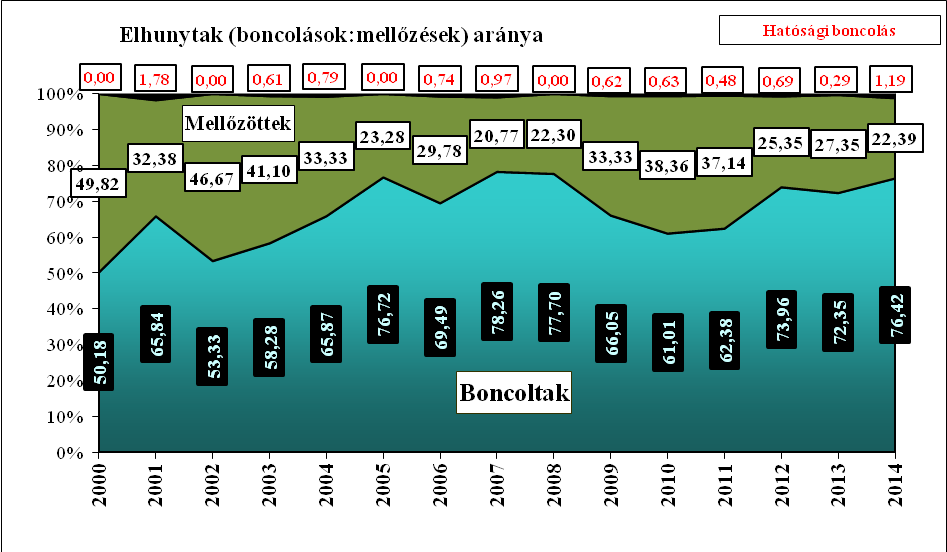 Elhunytak (boncolások:mellőzések) aránya
Hatósági boncolás
0,00 1,78 0,00 0,61 0,79 0,00 0,74 0,97 0,00 0,62 0,63 0,48 0,69 0,29 1,19
100%
90%
80%
70%
60%
50%
40%
30%
20%
10%
0%
Mellőzöttek
49,82 32,38 46,67 41,10 33,33 23,28 29,78 20,77 22,30 33,33 38,36 37,14 25,35 27,35 22,39
50,18 65,84 53,33 58,28 65,87 76,72 69,49 78,26 77,70 66,05 61,01 62,38 73,96 72,35 76,42
Boncoltak
2000 2001 2002 2003 2004 2005 2006 2007 2008 2009 2010 2011 2012 2013 2014